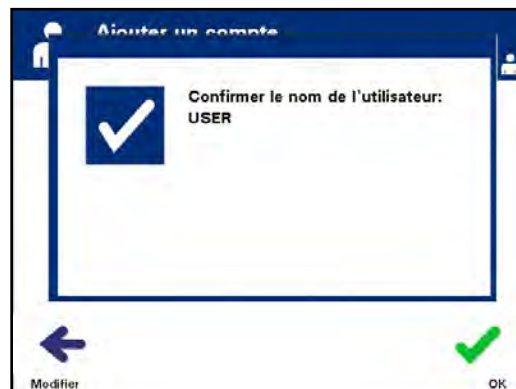 Ajouter un compte
Confirmer le nom de l'utilisateur:
USER
Modifier
OK